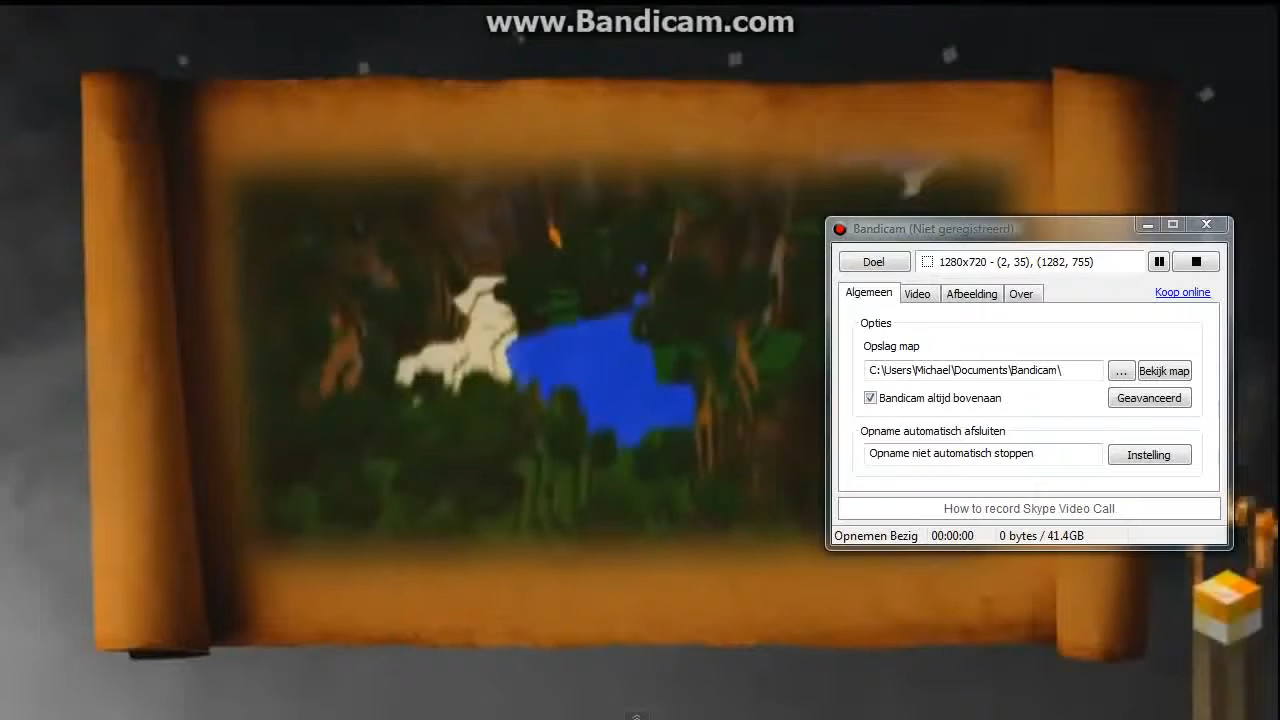 www.Bandicam.com
Bandicam (Niet geregistreerd)
Doel
1280x720 - (2, 35), (1282, 755)
Algemeen
Video
Afbeelding
Over
Koop online
Opties
Opslag map
C:\Users\Michael\Documents\Bandicam\
...
Bekijk map
Bandicam altijd bovenaan
Geavanceerd
Opname automatisch afsluiten
Opname niet automatisch stoppen
Instelling
How to record Skype Video Call
Opnemen Bezig
00:00:00
0 bytes / 41.4GB